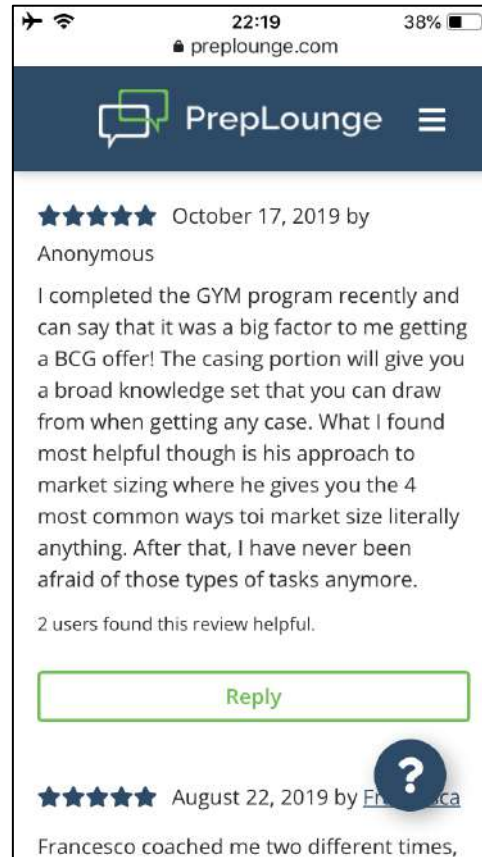 22:19
38%
preplounge.com
PrepLounge
October 17, 2019 by
Anonymous
I completed the GYM program recently and
can say that it was a big factor to me getting
a BCG offer! The casing portion will give you
a broad knowledge set that you can draw
from when getting any case. What I found
most helpful though is his approach to
market sizing where he gives you the 4
most common ways toi market size literally
anything. After that, I have never been
afraid of those types of tasks anymore.
2 users found this review helpful.
Reply
?
August 22, 2019 by
Francesco coached me two different times,